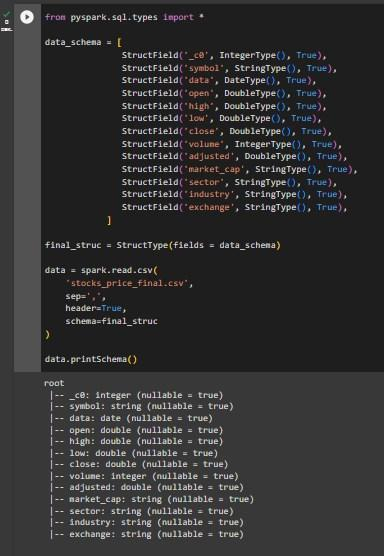 from pyspark.sql.types import *
data_schema = [
StructField('_c0', IntegerType(), True),
StructField('symbol', StringType(), True),
StructField('data', DateType(), True),
StructField('open', DoubleType(), True),
StructField('high', DoubleType(), True),
StructField('low', DoubleType(), True),
StructField('close', DoubleType(), True),
StructField('volume', IntegerType(), True),
StructField('adjusted', DoubleType(), True),
StructField('market_cap', StringType(), True),
StructField('sector', StringType(), True),
StructField('industry', StringType(), True),
StructField('exchange', StringType(), True),
]
final_struc = StructType(fields = data_schema)
data = spark.read.csv(
'stocks_price_final.csv',
sep=',',
header=True,
schema=final_struc
)
data.printSchema()
root
|-- _c0: integer (nullable = true)
|-- symbol: string (nullable = true)
|-- data: date (nullable = true)
|-- open: double (nullable = true)
|-- high: double (nullable = true)
|-- low: double (nullable = true)
|-- close: double (nullable = true)
|-- volume: integer (nullable = true)
|-- adjusted: double (nullable = true)
|-- market_cap: string (nullable = true)
|-- sector: string (nullable = true)
|-- industry: string (nullable = true)
|-- exchange: string (nullable = true)